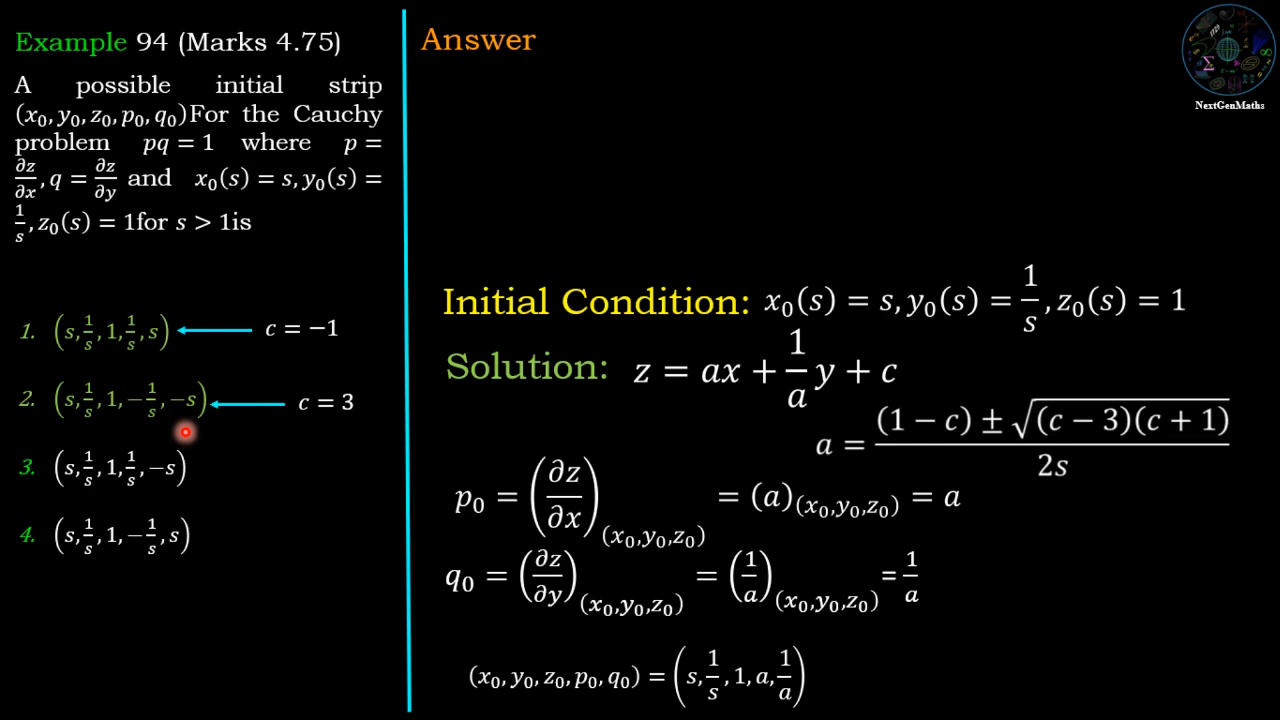 Example 94 (Marks 4.75)
A possible initial strip
(x₀, y₀, z₀, p₀, q₀)For the Cauchy
problem pq = 1 where p =
∂z/∂x, q = ∂z/∂y and x₀(s) = s, y₀(s) =
1/s, z₀(s) = 1for s > 1is
1. (s, 1/s, 1, 1/s, s) c = −1
2. (s, 1/s, 1, −1/s, −s) c = 3
3. (s, 1/s, 1, 1/s, −s)
4. (s, 1/s, 1, −1/s, s)
Answer
NextGenMaths
Initial Condition: x₀(s) = s, y₀(s) = 1/s, z₀(s) = 1
Solution: z = ax + 1/a y + c
a = ((1 − c) ± √((c − 3)(c + 1)))/2s
p₀ = (∂z/∂x)(x₀,y₀,z₀) = (a)(x₀,y₀,z₀) = a
q₀ = (∂z/∂y)(x₀,y₀,z₀) = (1/a)(x₀,y₀,z₀) = 1/a
(x₀, y₀, z₀, p₀, q₀) = (s, 1/s, 1, a, 1/a)